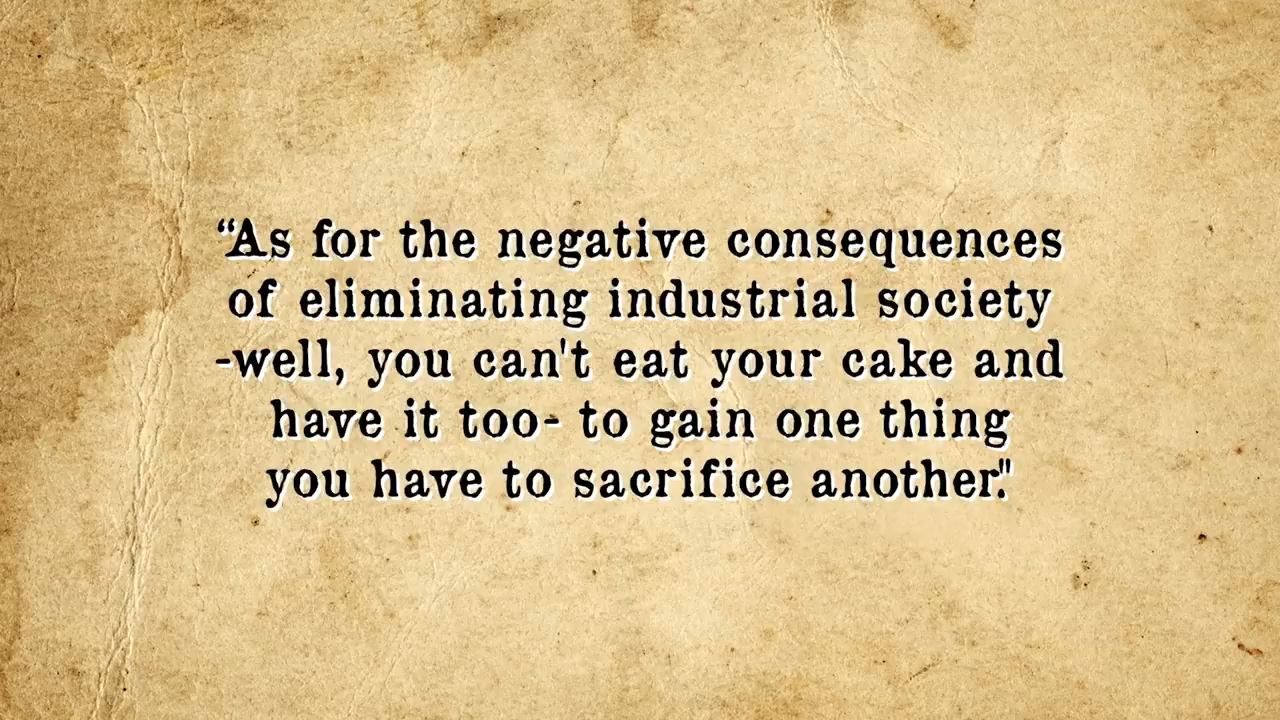 “As for the negative consequences
of eliminating industrial society
-well, you can't eat your cake and
have it too- to gain one thing
you have to sacrifice another."